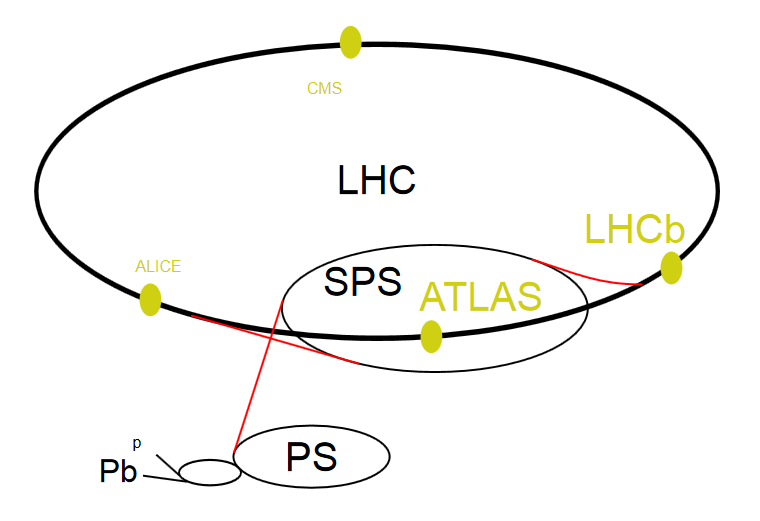 CMS
LHC
LHCb
ALICE
SPS
ATLAS
p
Pb
PS